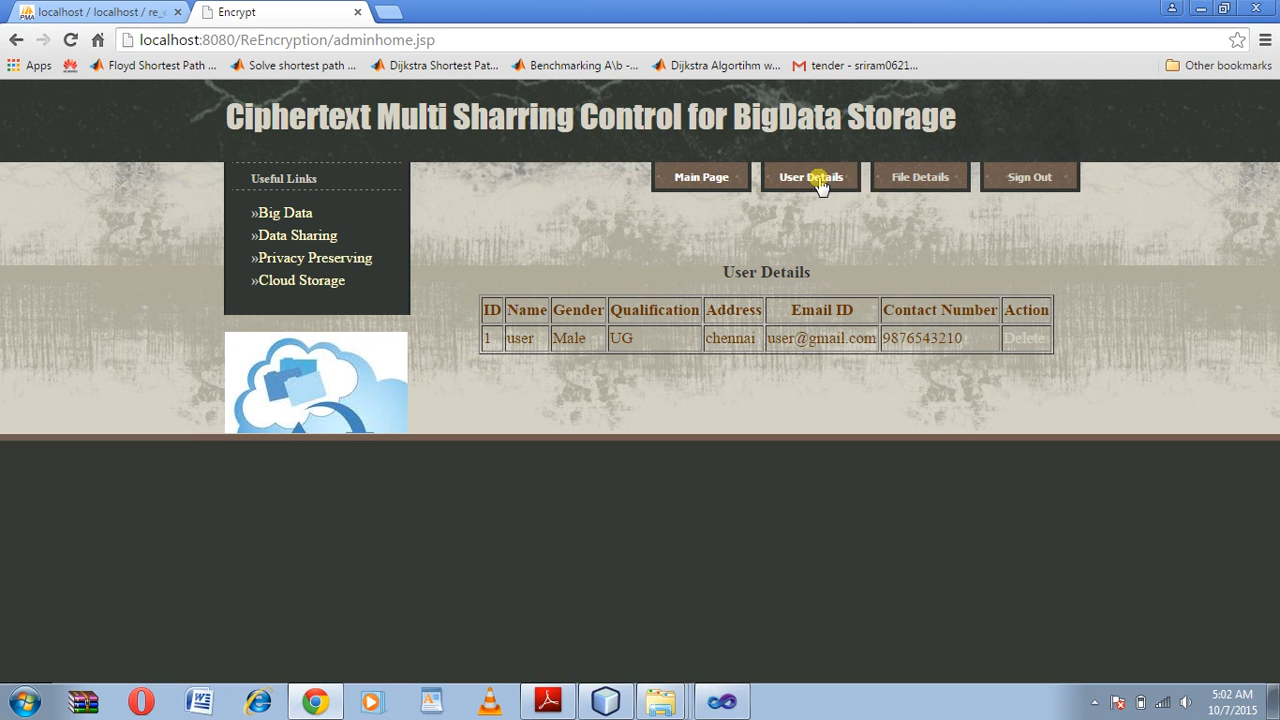 localhost / localhost / re_e
Encrypt
localhost:8080/ReEncryption/adminhome.jsp
Apps
Floyd Shortest Path ...
Solve shortest path ...
Dijkstra Shortest Pat...
Benchmarking A\b -...
Dijkstra Algortihm w...
tender - sriram0621...
Other bookmarks
Ciphertext Multi Sharring Control for BigData Storage
Useful Links
»Big Data
»Data Sharing
»Privacy Preserving
»Cloud Storage
Main Page User Details File Details Sign Out
User Details
ID Name Gender Qualification Address Email ID Contact Number Action
1 user Male UG chennai user@gmail.com 9876543210 Delete
5:02 AM
10/7/2015